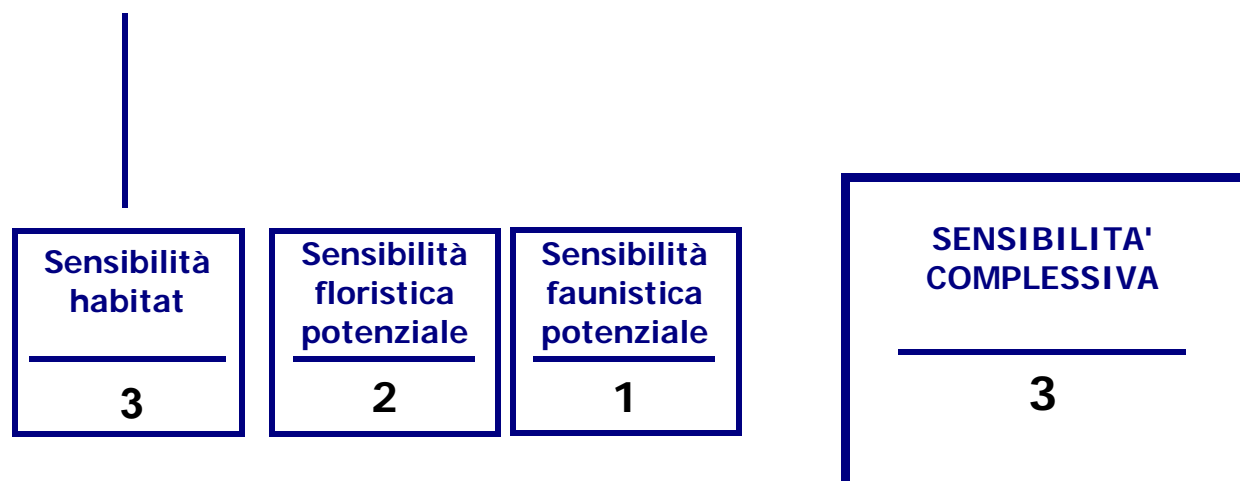 Sensibilità
habitat
3
Sensibilità
floristica
potenziale
2
Sensibilità
faunistica
potenziale
1
SENSIBILITA'
COMPLESSIVA
3